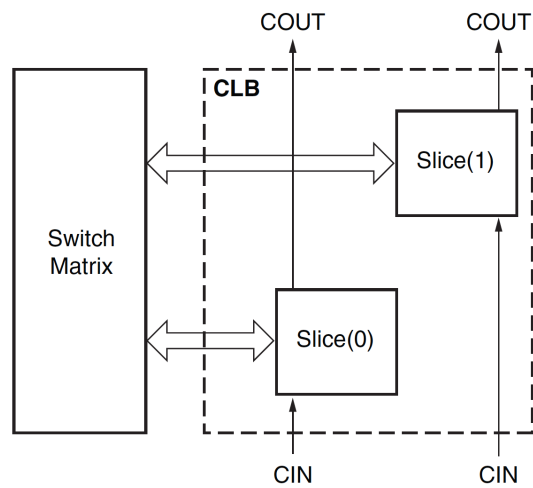 COUT COUT
CLB
Slice(1)
Switch
Matrix
Slice(0)
CIN CIN